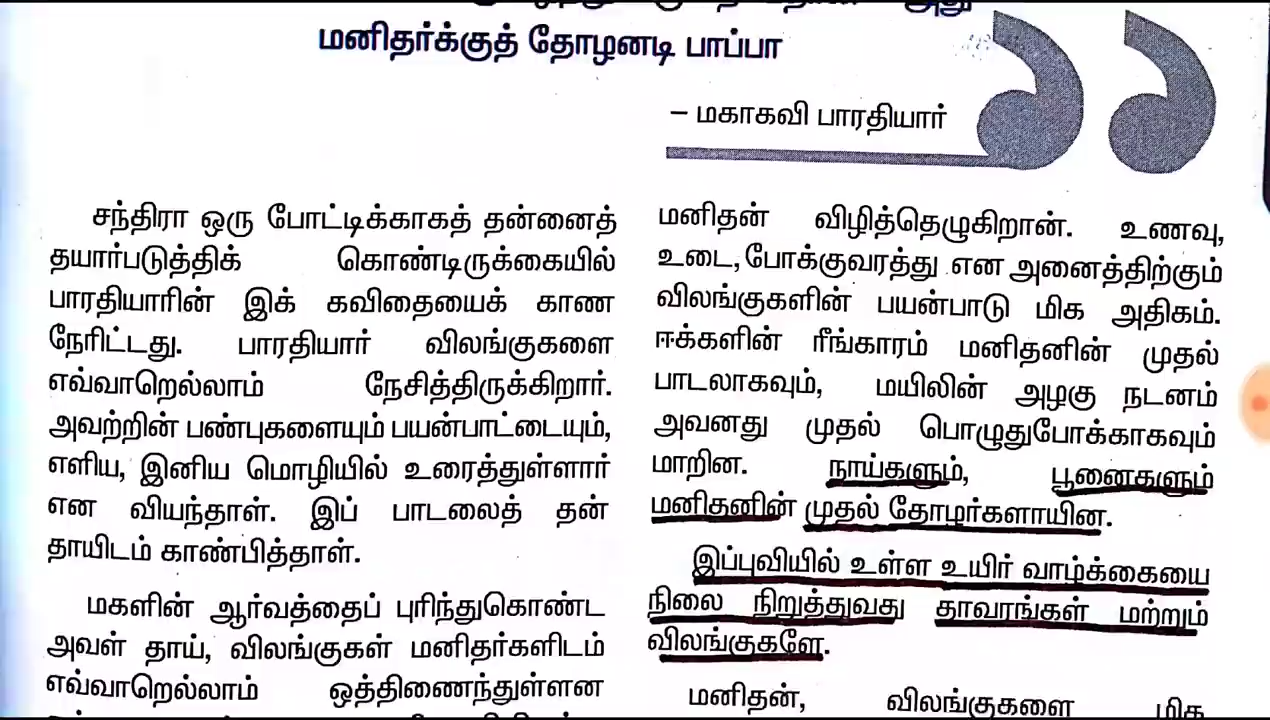 மனிதர்க்குத் தோழனடி பாப்பா
– மகாகவி பாரதியார்
சந்திரா ஒரு போட்டிக்காகத் தன்னைத்
தயார்படுத்திக் கொண்டிருக்கையில்
பாரதியாரின் இக் கவிதையைக் காண
நேரிட்டது. பாரதியார் விலங்குகளை
எவ்வாறெல்லாம் நேசித்திருக்கிறார்.
அவற்றின் பண்புகளையும் பயன்பாட்டையும்,
எளிய, இனிய மொழியில் உரைத்துள்ளார்
என வியந்தாள். இப் பாடலைத் தன்
தாயிடம் காண்பித்தாள்.
மகளின் ஆர்வத்தைப் புரிந்துகொண்ட
அவள் தாய், விலங்குகள் மனிதர்களிடம்
எவ்வாறெல்லாம் ஒத்திணைந்துள்ளன
மனிதன் விழித்தெழுகிறான். உணவு,
உடை, போக்குவரத்து என அனைத்திற்கும்
விலங்குகளின் பயன்பாடு மிக அதிகம்.
ஈக்களின் ரீங்காரம் மனிதனின் முதல்
பாடலாகவும், மயிலின் அழகு நடனம்
அவனது முதல் பொழுதுபோக்காகவும்
மாறின. நாய்களும், பூனைகளும்
மனிதனின் முதல் தோழர்களாயின.
இப்புவியில் உள்ள உயிர் வாழ்க்கையை
நிலை நிறுத்துவது தாவரங்கள் மற்றும்
விலங்குகளே.
மனிதன், விலங்குகளை மிக